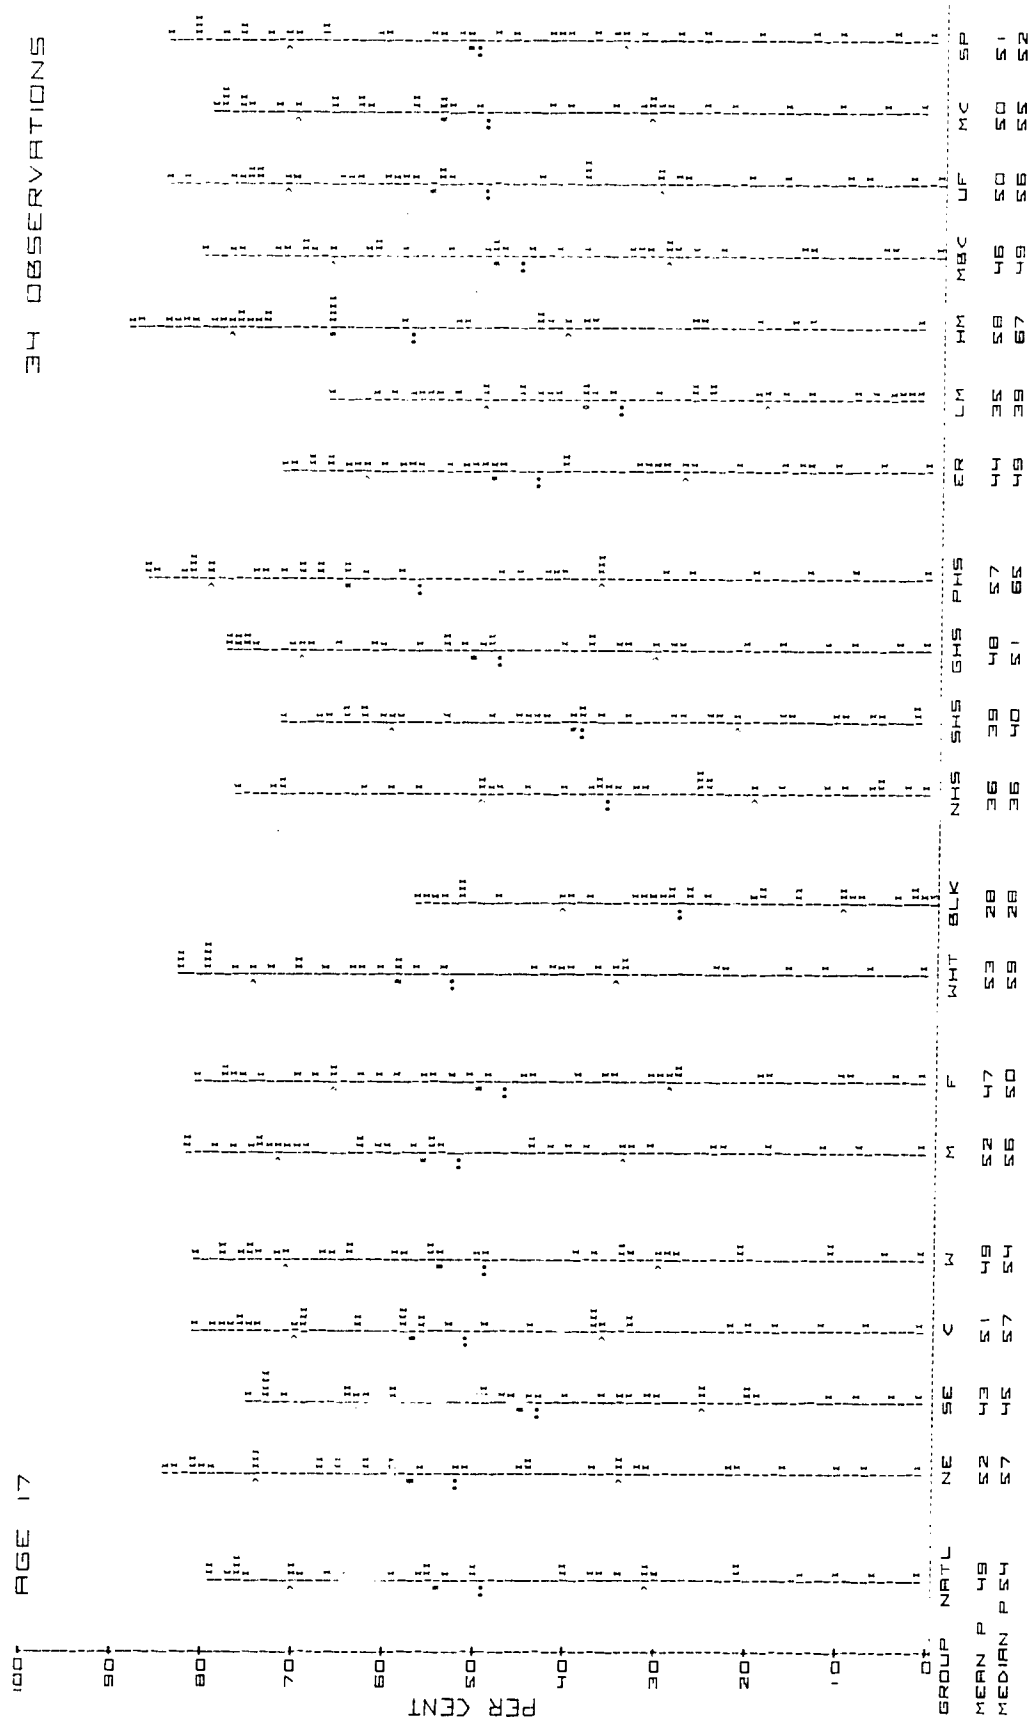 AGE 17
34 OBSERVATIONS
100
90
80
70
60
50
40
30
20
10
0
PER CENT
GROUP NATL NE SE C W M F WHT BLK NHS SHS GHS PHS ER LM HM MBC UF MC SP
MEAN P 49 52 43 51 49 52 47 53 28 36 39 48 57 44 35 58 46 50 50 51
MEDIAN P 54 57 45 57 54 56 50 59 28 36 40 51 65 49 39 67 49 56 55 52